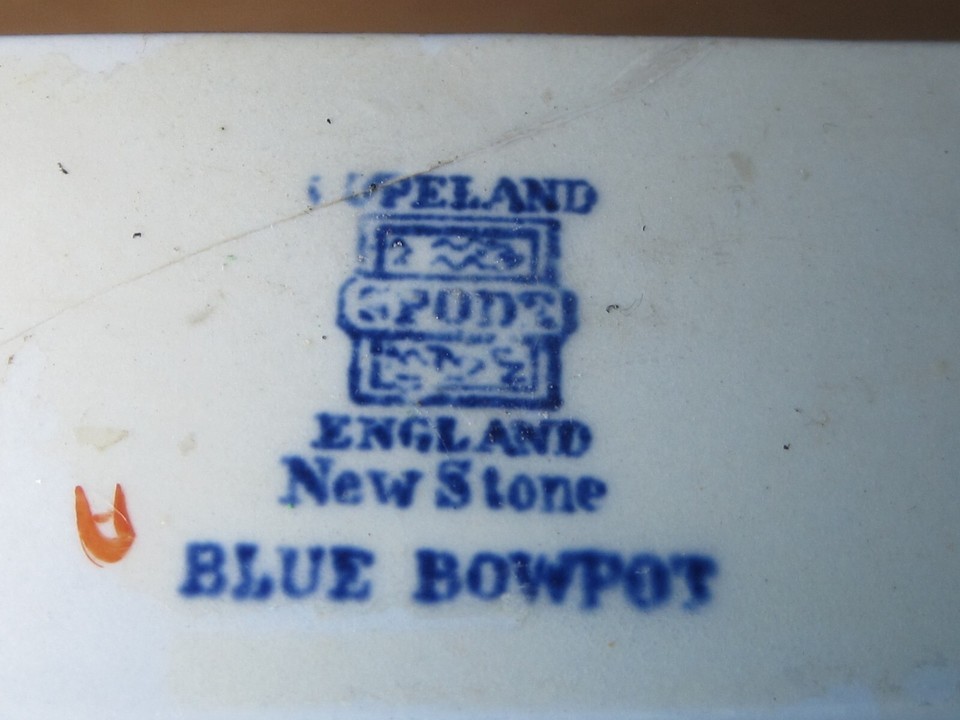 COPELAND
SPODE
ENGLAND
New Stone
BLUE BOWPOT